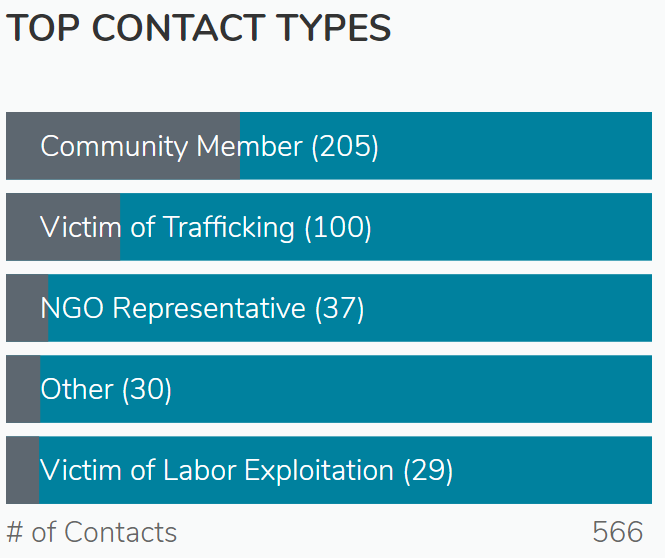 TOP CONTACT TYPES
Community Member (205)
Victim of Trafficking (100)
NGO Representative (37)
Other (30)
Victim of Labor Exploitation (29)
# of Contacts 566